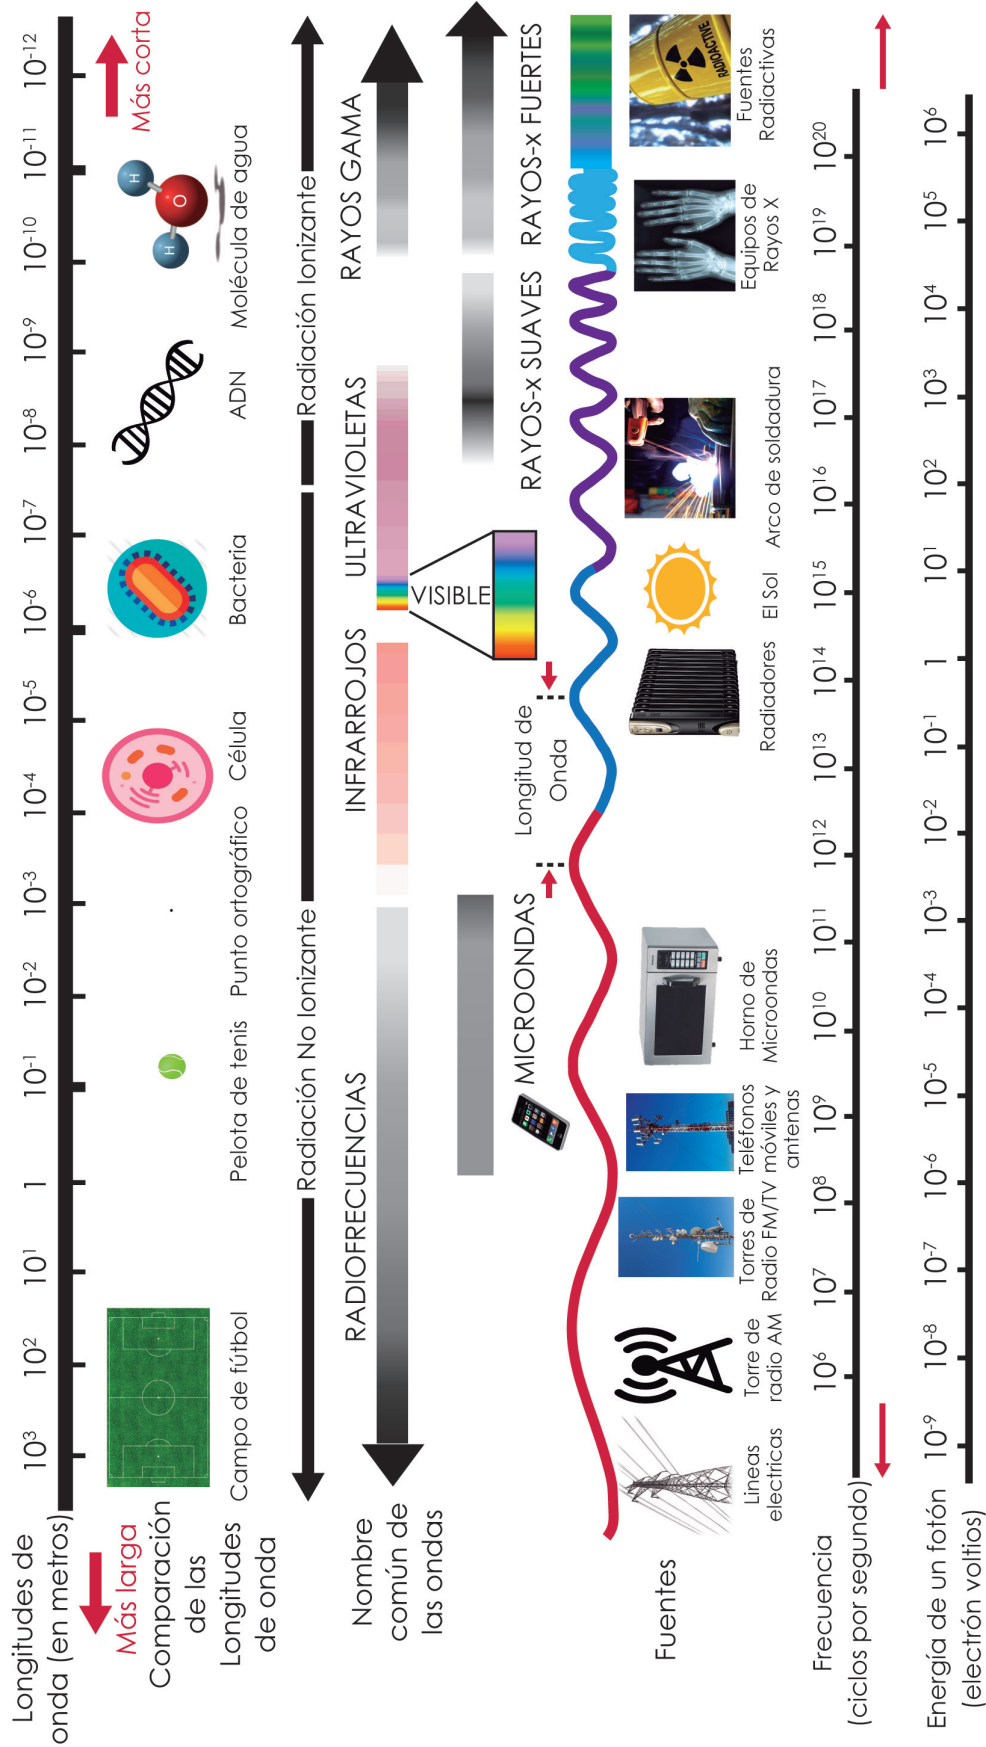 Longitudes de
onda (en metros)
10³ 10² 10¹ 1 10-1 10-2 10-3 10-4 10-5 10-6 10-7 10-8 10-9 10-10 10-11 10-12
Más larga
Más corta
Comparación
de las
Longitudes
de onda
Campo de fútbol
Pelota de tenis
Punto ortográfico
Célula
Bacteria
ADN
Molécula de agua
H
O
H
Radiación No Ionizante
Radiación Ionizante
Nombre
común de
las ondas
RADIOFRECUENCIAS
INFRARROJOS
ULTRAVIOLETAS
RAYOS GAMA
VISIBLE
MICROONDAS
RAYOS-x SUAVES
RAYOS-x FUERTES
Longitud de
Onda
Fuentes
Lineas
electricas
Torre de
radio AM
Torres de
Radio FM/TV
Teléfonos
móviles y
antenas
Horno de
Microondas
Radiadores
El Sol
Arco de soldadura
Equipos de
Rayos X
RADIOACTIVE
Fuentes
Radiactivas
Frecuencia
(ciclos por segundo)
10⁶ 10⁷ 10⁸ 10⁹ 10¹⁰ 10¹¹ 10¹² 10¹³ 10¹⁴ 10¹⁵ 10¹⁶ 10¹⁷ 10¹⁸ 10¹⁹ 10²⁰
Energía de un fotón
(electrón voltios)
10-9 10-8 10-7 10-6 10-5 10-4 10-3 10-2 10-1 1 10¹ 10² 10³ 10⁴ 10⁵ 10⁶